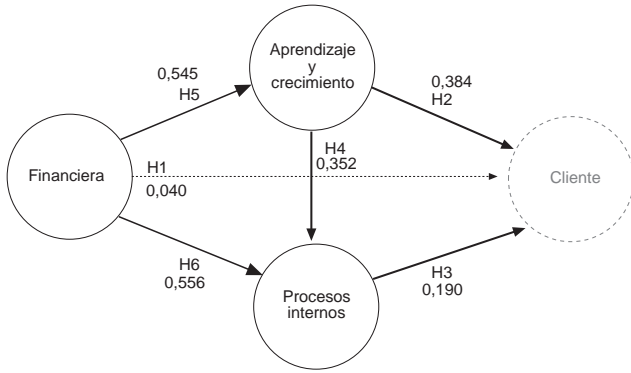 Aprendizaje
y
crecimiento
0,545
H5
0,384
H2
Financiera
H1
0,040
H4
0,352
Cliente
H6
0,556
Procesos
internos
H3
0,190